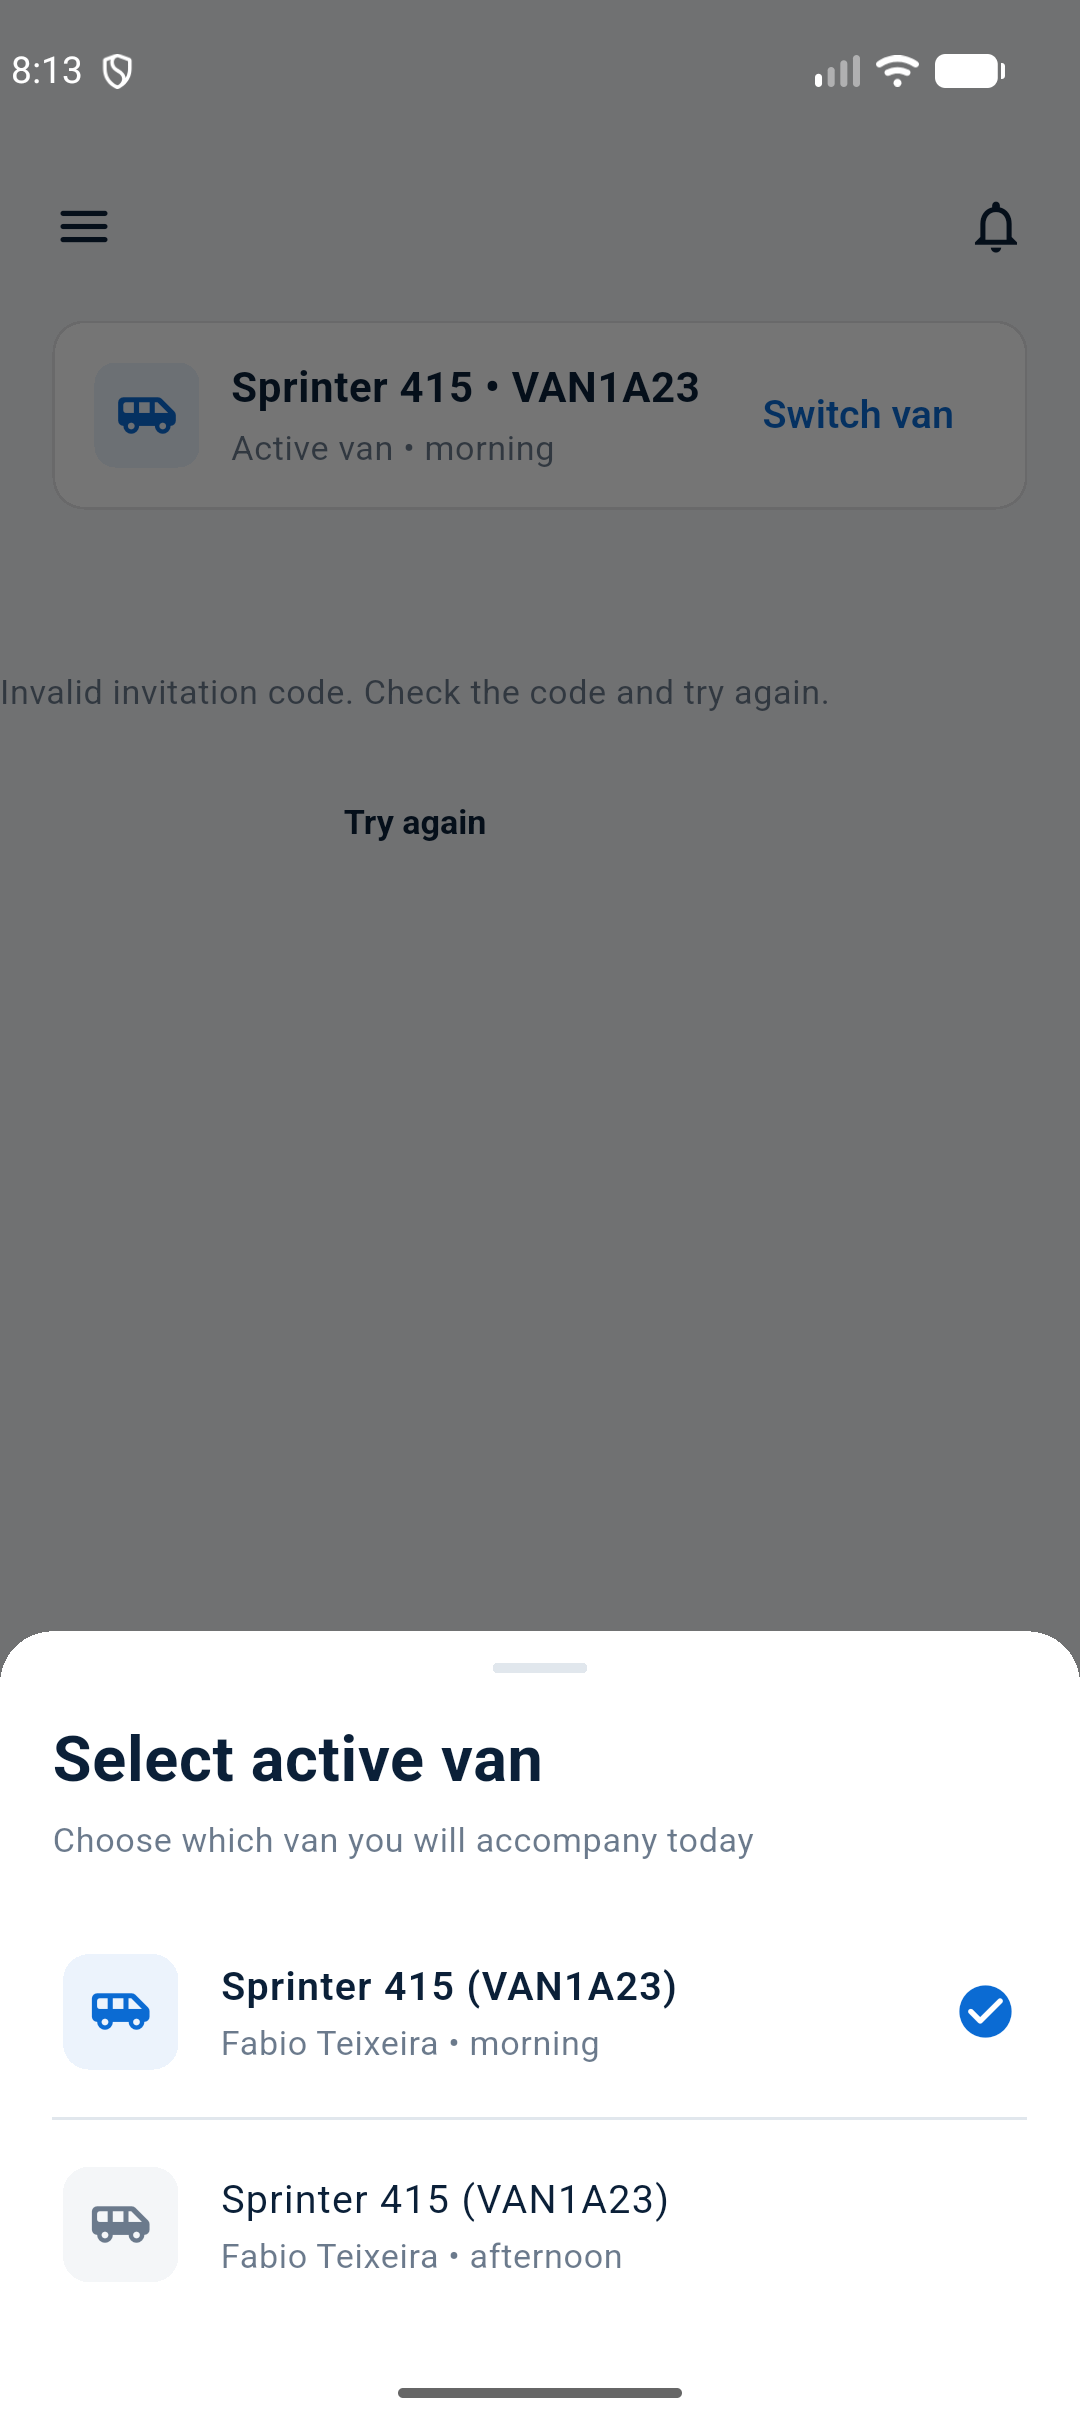 8:13
Sprinter 415 • VAN1A23
Active van • morning
Switch van
Invalid invitation code. Check the code and try again.
Try again
Select active van
Choose which van you will accompany today
Sprinter 415 (VAN1A23)
Fabio Teixeira • morning
Sprinter 415 (VAN1A23)
Fabio Teixeira • afternoon